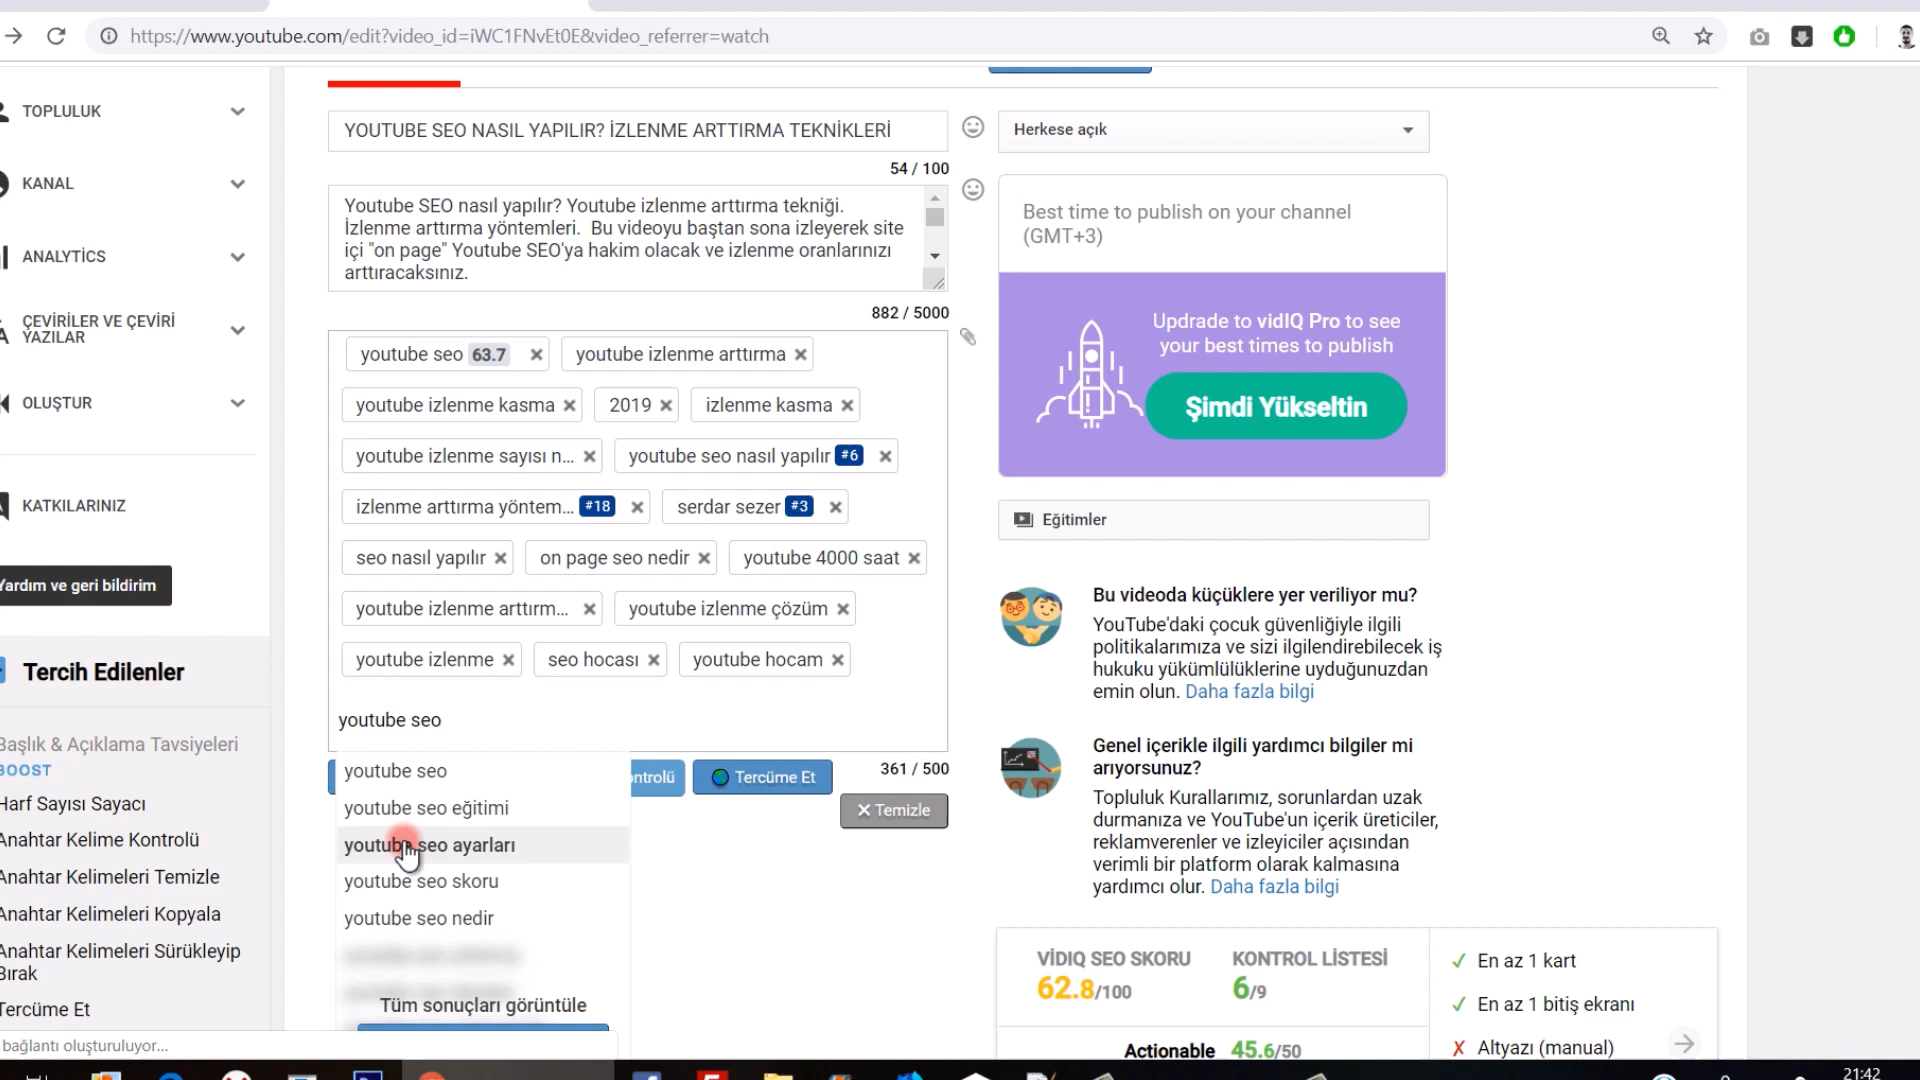 https://www.youtube.com/edit?video_id=iWC1FNvEt0E&video_referrer=watch
TOPLULUK
KANAL
ANALYTICS
ÇEVİRİLER VE ÇEVİRİ
YAZILAR
OLUŞTUR
KATKILARINIZ
Yardım ve geri bildirim
Tercih Edilenler
Başlık & Açıklama Tavsiyeleri
BOOST
Harf Sayısı Sayacı
Anahtar Kelime Kontrolü
Anahtar Kelimeleri Temizle
Anahtar Kelimeleri Kopyala
Anahtar Kelimeleri Sürükleyip
Bırak
Tercüme Et
bağlantı oluşturuluyor...
YOUTUBE SEO NASIL YAPILIR? İZLENME ARTTIRMA TEKNİKLERİ
54 / 100
Youtube SEO nasıl yapılır? Youtube izlenme arttırma tekniği.
İzlenme arttırma yöntemleri. Bu videoyu baştan sona izleyerek site
içi "on page" Youtube SEO'ya hakim olacak ve izlenme oranlarınızı
arttıracaksınız.
882 / 5000
youtube seo 63.7 × youtube izlenme arttırma ×
youtube izlenme kasma × 2019 × izlenme kasma ×
youtube izlenme sayısı n... × youtube seo nasıl yapılır #6 ×
izlenme arttırma yöntem... #18 × serdar sezer #3 ×
seo nasıl yapılır × on page seo nedir × youtube 4000 saat ×
youtube izlenme arttırm... × youtube izlenme çözüm ×
youtube izlenme × seo hocası × youtube hocam ×
youtube seo
youtube seo
youtube seo eğitimi
youtube seo ayarları
youtube seo skoru
youtube seo nedir
Tüm sonuçları görüntüle
ntrolü
Tercüme Et
361 / 500
× Temizle
Herkese açık
Best time to publish on your channel
(GMT+3)
Updrade to vidIQ Pro to see
your best times to publish
Şimdi Yükseltin
Eğitimler
Bu videoda küçüklere yer veriliyor mu?
YouTube'daki çocuk güvenliğiyle ilgili
politikalarımıza ve sizi ilgilendirebilecek iş
hukuku yükümlülüklerine uyduğunuzdan
emin olun. Daha fazla bilgi
Genel içerikle ilgili yardımcı bilgiler mi
arıyorsunuz?
Topluluk Kurallarımız, sorunlardan uzak
durmanıza ve YouTube'un içerik üreticiler,
reklamverenler ve izleyiciler açısından
verimli bir platform olarak kalmasına
yardımcı olur. Daha fazla bilgi
VİDIQ SEO SKORU
62.8/100
KONTROL LİSTESİ
6/9
Actionable 45.6/50
✓ En az 1 kart
✓ En az 1 bitiş ekranı
✗ Altyazı (manual)
21:42